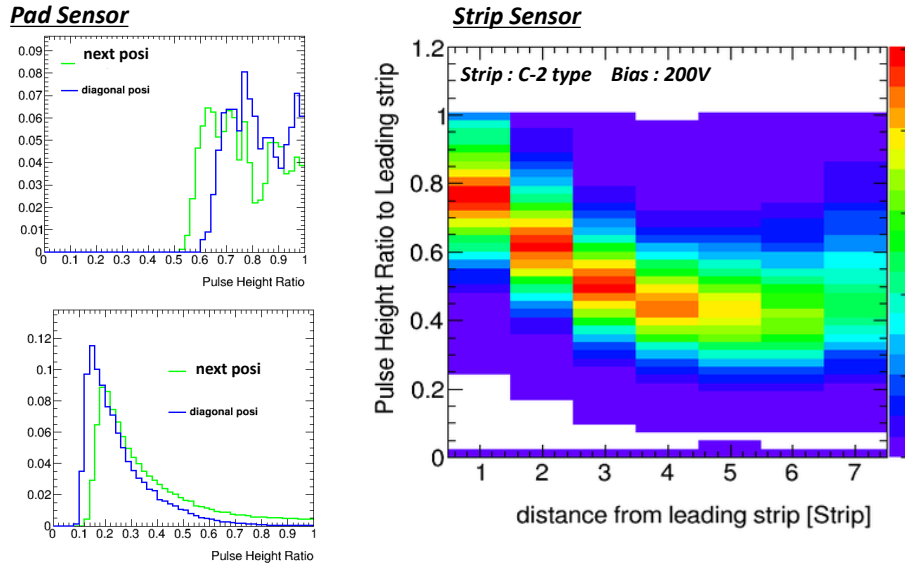 Pad Sensor
0.09
0.08
0.07
0.06
0.05
0.04
0.03
0.02
0.01
0
next posi
diagonal posi
0 0.1 0.2 0.3 0.4 0.5 0.6 0.7 0.8 0.9 1
Pulse Height Ratio
0.12
0.1
0.08
0.06
0.04
0.02
0
next posi
diagonal posi
0 0.1 0.2 0.3 0.4 0.5 0.6 0.7 0.8 0.9 1
Pulse Height Ratio
Strip Sensor
Strip : C-2 type Bias : 200V
Pulse Height Ratio to Leading strip
1.2
1
0.8
0.6
0.4
0.2
0
1 2 3 4 5 6 7
distance from leading strip [Strip]